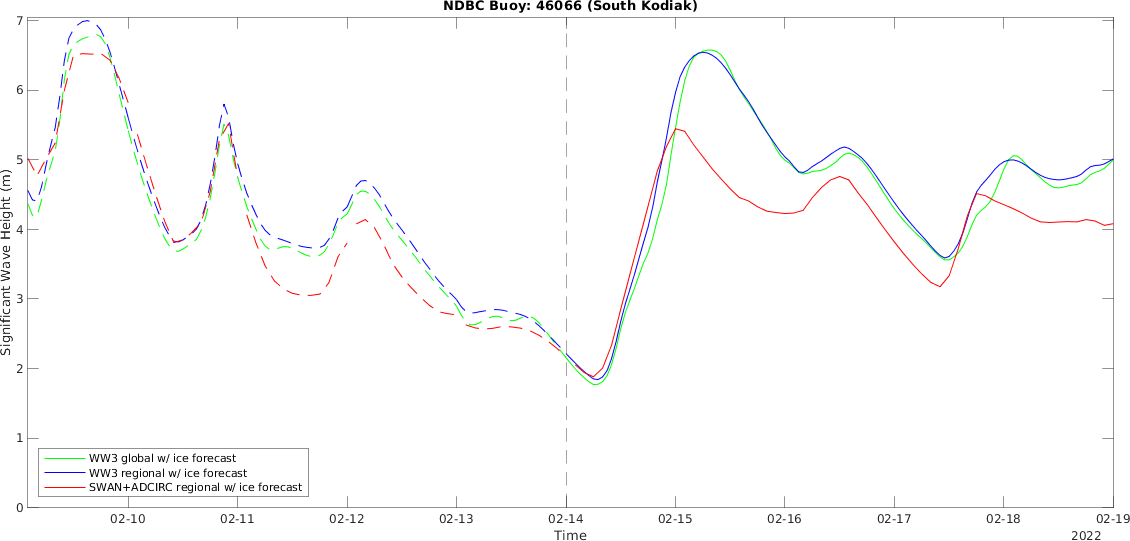 NDBC Buoy: 46066 (South Kodiak)
7
6
5
4
3
2
1
0
Significant Wave Height (m)
WW3 global w/ ice forecast
WW3 regional w/ ice forecast
SWAN+ADCIRC regional w/ ice forecast
02-10 02-11 02-12 02-13 02-14 02-15 02-16 02-17 02-18 02-19
Time
2022